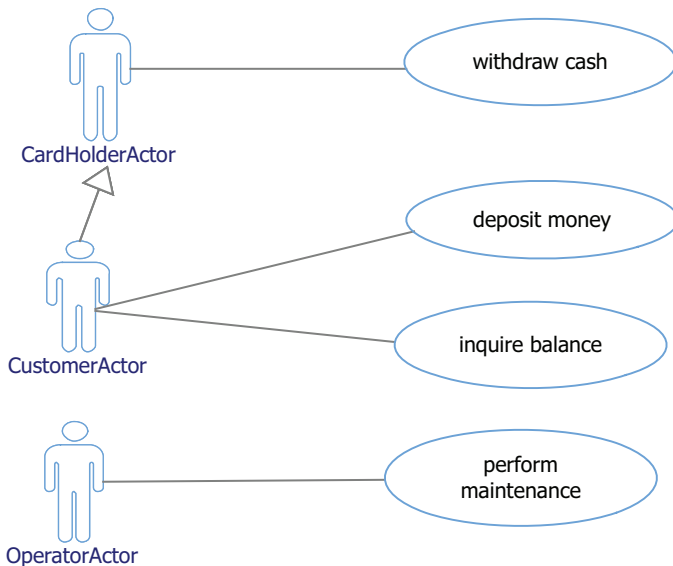 withdraw cash
CardHolderActor
deposit money
inquire balance
CustomerActor
perform
maintenance
OperatorActor